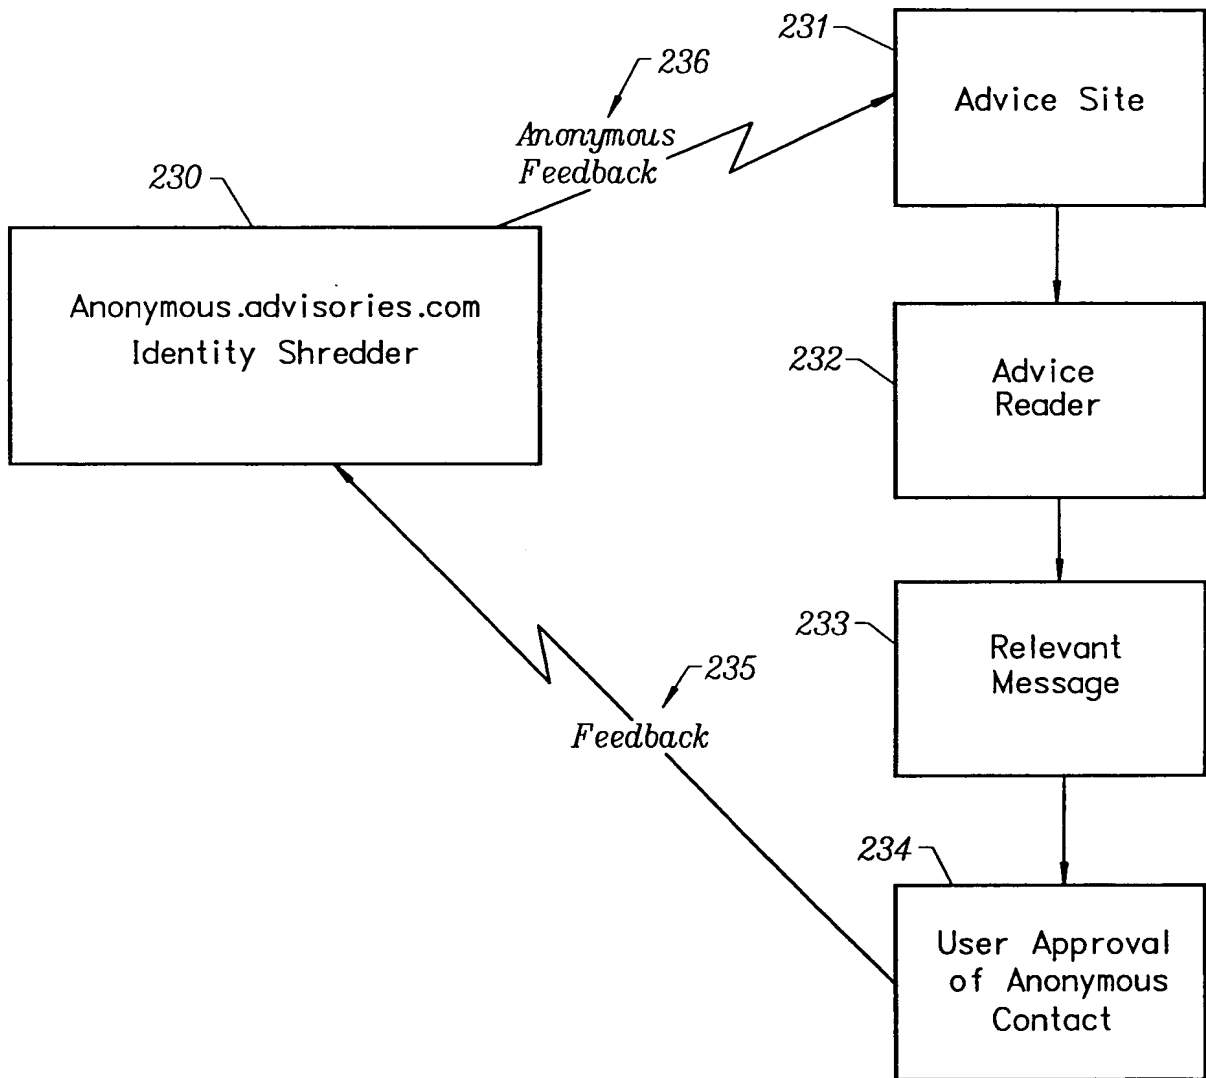 231
Advice Site
236
Anonymous
Feedback
230
Anonymous.advisories.com
Identity Shredder
232
Advice
Reader
233
Relevant
Message
235
Feedback
234
User Approval
of Anonymous
Contact